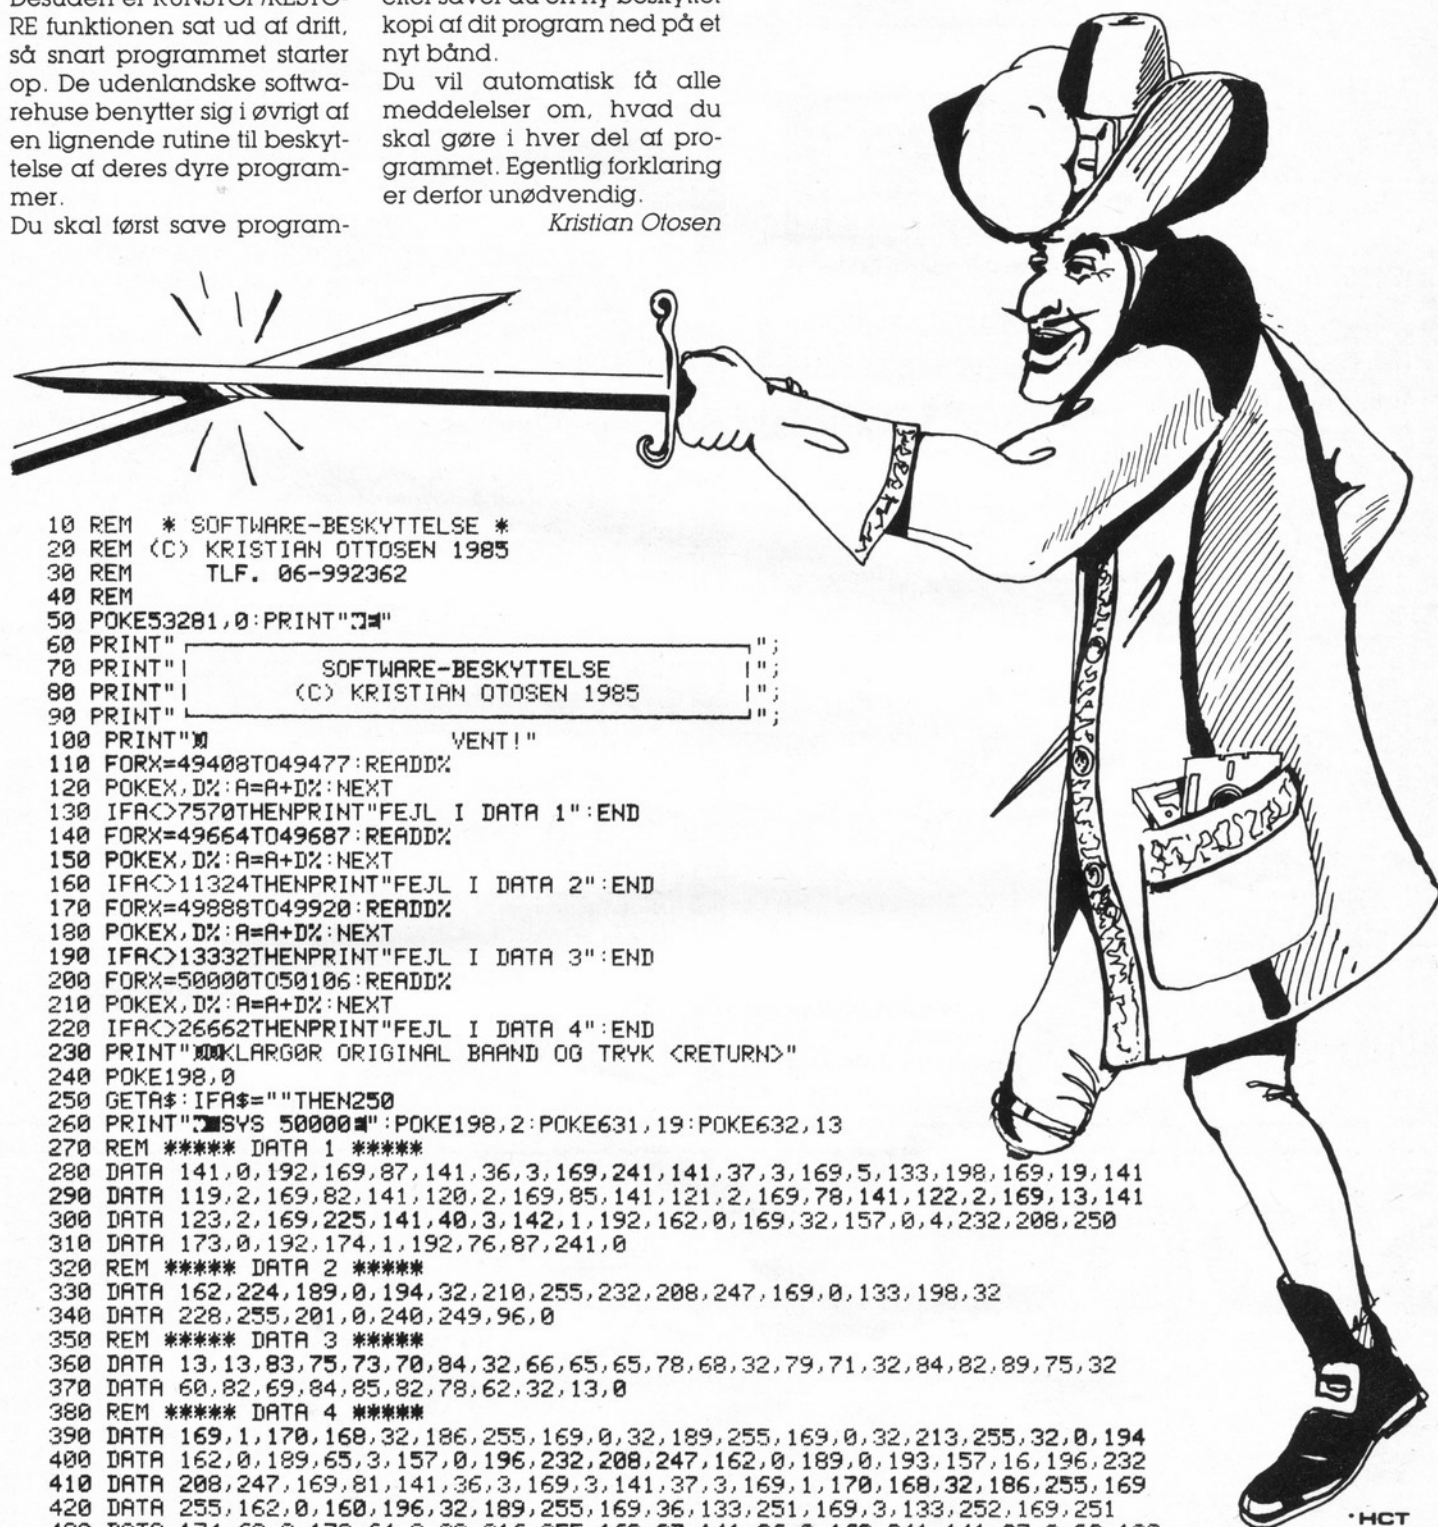 RE funktionen sat ud af drift,
så snart programmet starter
op. De udenlandske softwa-
rehuse benytter sig i øvrigt af
en lignende rutine til beskyt-
telse af deres dyre program-
mer.
Du skal først save program-
kopi af dit program ned på et
nyt bånd.
Du vil automatisk få alle
meddelelser om, hvad du
skal gøre i hver del af pro-
grammet. Egentlig forklaring
er derfor unødvendig.
Kristian Otosen
10 REM * SOFTWARE-BESKYTTELSE *
20 REM (C) KRISTIAN OTTOSEN 1985
30 REM TLF. 06-992362
40 REM
50 POKE53281,0:PRINT""
60 PRINT" ";
70 PRINT"| SOFTWARE-BESKYTTELSE |";
80 PRINT"| (C) KRISTIAN OTOSEN 1985 |";
90 PRINT" ";
100 PRINT" VENT!"
110 FORX=49408TO49477:READD%
120 POKEX,D%:A=A+D%:NEXT
130 IFA<>7570THENPRINT"FEJL I DATA 1":END
140 FORX=49664TO49687:READD%
150 POKEX,D%:A=A+D%:NEXT
160 IFA<>11324THENPRINT"FEJL I DATA 2":END
170 FORX=49888TO49920:READD%
180 POKEX,D%:A=A+D%:NEXT
190 IFA<>13332THENPRINT"FEJL I DATA 3":END
200 FORX=50000TO50106:READD%
210 POKEX,D%:A=A+D%:NEXT
220 IFA<>26662THENPRINT"FEJL I DATA 4":END
230 PRINT"KLARGØR ORIGINAL BAAND OG TRYK <RETURN>"
240 POKE198,0
250 GETA$:IFA$=""THEN250
260 PRINT"SYS 50000":POKE198,2:POKE631,19:POKE632,13
270 REM ***** DATA 1 *****
280 DATA 141,0,192,169,87,141,36,3,169,241,141,37,3,169,5,133,198,169,19,141
290 DATA 119,2,169,82,141,120,2,169,85,141,121,2,169,78,141,122,2,169,13,141
300 DATA 123,2,169,225,141,40,3,142,1,192,162,0,169,32,157,0,4,232,208,250
310 DATA 173,0,192,174,1,192,76,87,241,0
320 REM ***** DATA 2 *****
330 DATA 162,224,189,0,194,32,210,255,232,208,247,169,0,133,198,32
340 DATA 228,255,201,0,240,249,96,0
350 REM ***** DATA 3 *****
360 DATA 13,13,83,75,73,70,84,32,66,65,65,78,68,32,79,71,32,84,82,89,75,32
370 DATA 60,82,69,84,85,82,78,62,32,13,0
380 REM ***** DATA 4 *****
390 DATA 169,1,170,168,32,186,255,169,0,32,189,255,169,0,32,213,255,32,0,194
400 DATA 162,0,189,65,3,157,0,196,232,208,247,162,0,189,0,193,157,16,196,232
410 DATA 208,247,169,81,141,36,3,169,3,141,37,3,169,1,170,168,32,186,255,169
420 DATA 255,162,0,160,196,32,189,255,169,36,133,251,169,3,133,252,169,251
HCT